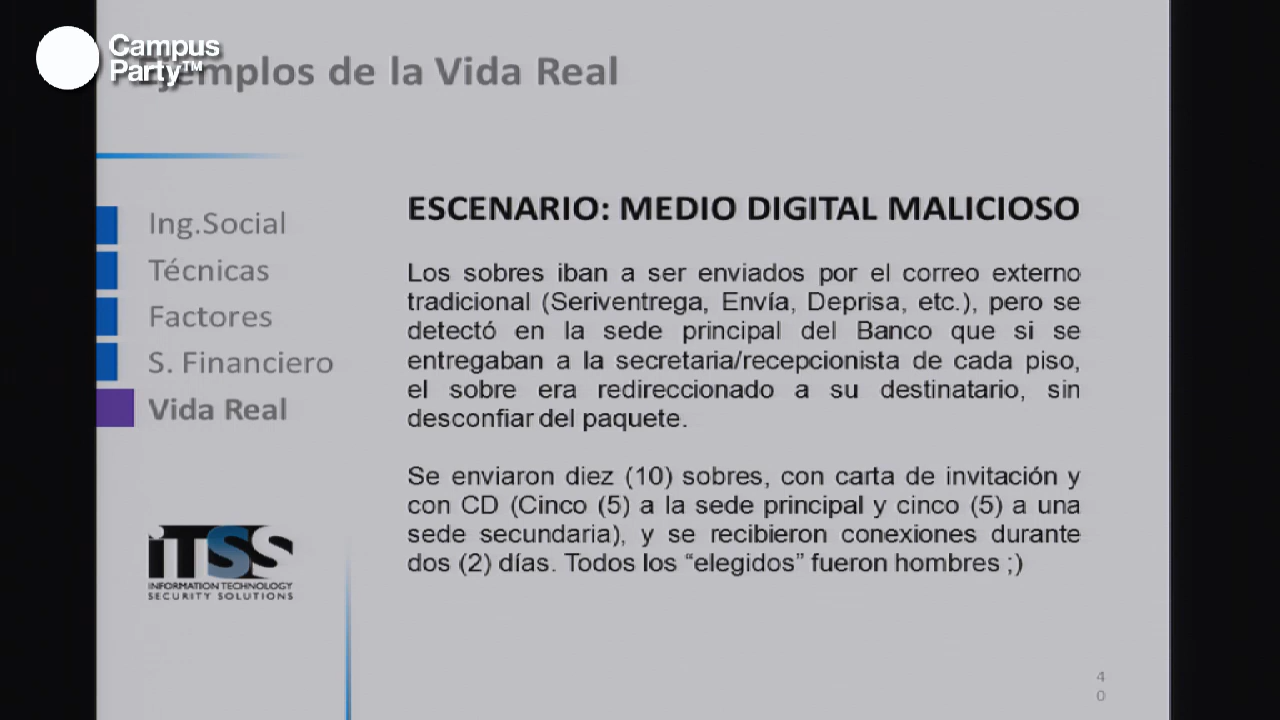 Campus
Party™
Ejemplos de la Vida Real
Ing.Social
Técnicas
Factores
S. Financiero
Vida Real
iTSS
INFORMATION TECHNOLOGY
SECURITY SOLUTIONS
ESCENARIO: MEDIO DIGITAL MALICIOSO
Los sobres iban a ser enviados por el correo externo
tradicional (Seriventrega, Envía, Deprisa, etc.), pero se
detectó en la sede principal del Banco que si se
entregaban a la secretaria/recepcionista de cada piso,
el sobre era redireccionado a su destinatario, sin
desconfiar del paquete.
Se enviaron diez (10) sobres, con carta de invitación y
con CD (Cinco (5) a la sede principal y cinco (5) a una
sede secundaria), y se recibieron conexiones durante
dos (2) días. Todos los “elegidos” fueron hombres ;)
4
0